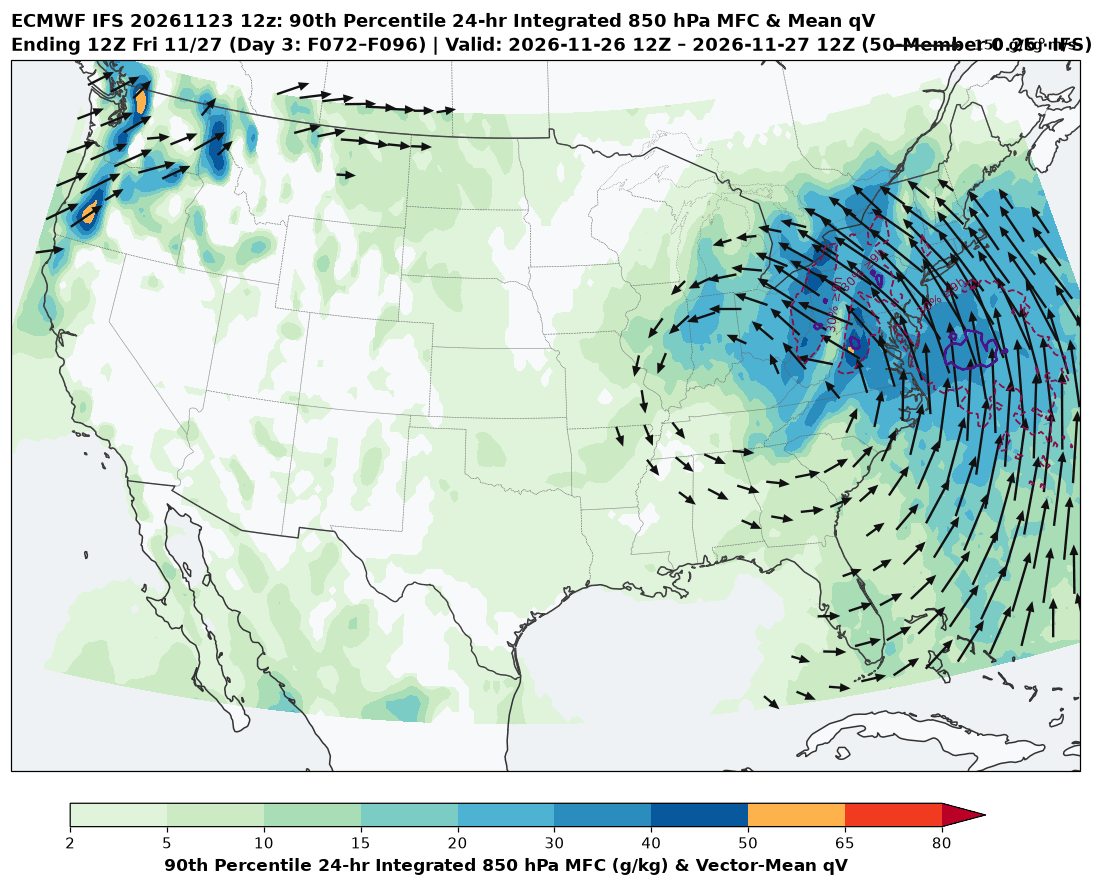 ECMWF IFS 20261123 12z: 90th Percentile 24-hr Integrated 850 hPa MFC & Mean qV
Ending 12Z Fri 11/27 (Day 3: F072–F096) | Valid: 2026-11-26 12Z – 2026-11-27 12Z (50-Member 0.25° IFS)
2 5 10 15 20 30 40 50 65 80
90th Percentile 24-hr Integrated 850 hPa MFC (g/kg) & Vector-Mean qV